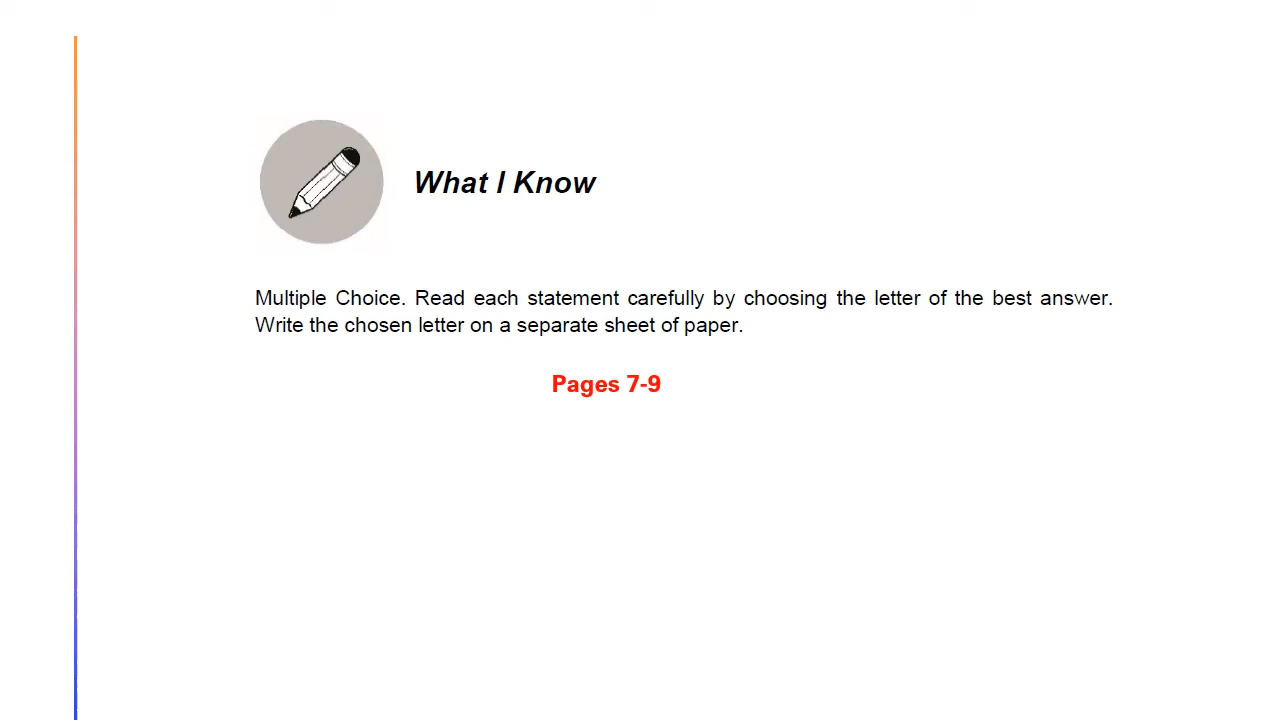 What I Know
Multiple Choice. Read each statement carefully by choosing the letter of the best answer.
Write the chosen letter on a separate sheet of paper.
Pages 7-9